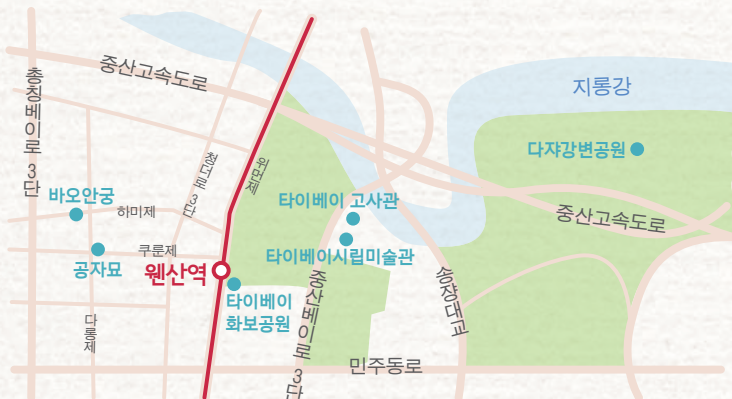 중산고속도로
총칭베이로 3단
지룽강
다쟈강변공원
청더로 3단
위먼제
바오안궁
하미제
타이베이 고사관
중산고속도로
쿠룬제
타이베이시립미술관
공자묘
웬산역
타이베이
화보공원
중산베이로 3단
쑹쟝대교
다룽제
민주동로